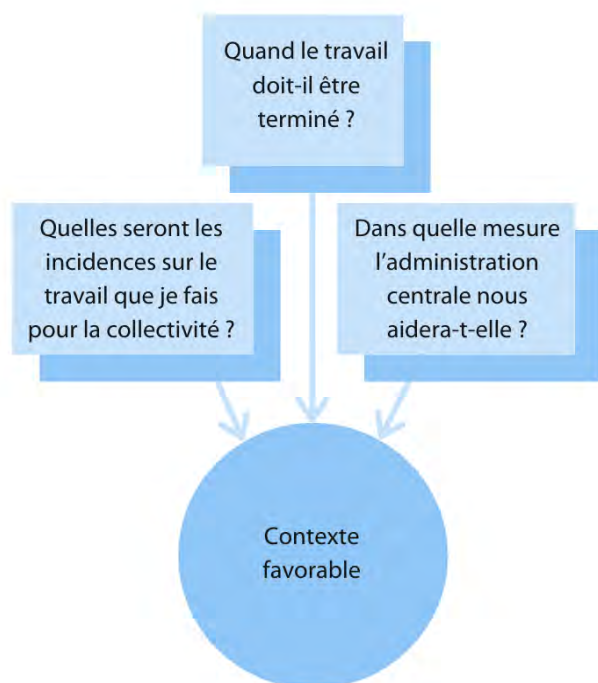 Quand le travail
doit-il être
terminé ?
Quelles seront les
incidences sur le
travail que je fais
pour la collectivité ?
Dans quelle mesure
l’administration
centrale nous
aidera-t-elle ?
Contexte
favorable